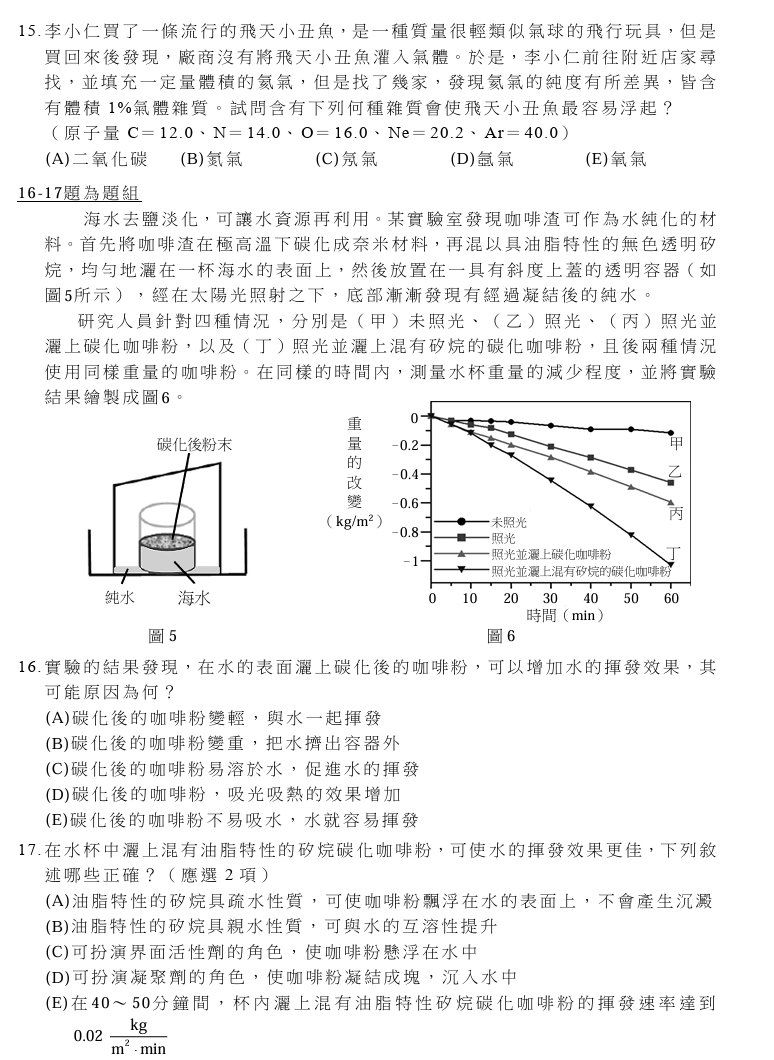 15.李小仁買了一條流行的飛天小丑魚，是一種質量很輕類似氣球的飛行玩具，但是
買回來後發現，廠商沒有將飛天小丑魚灌入氣體。於是，李小仁前往附近店家尋
找，並填充一定量體積的氦氣，但是找了幾家，發現氦氣的純度有所差異，皆含
有體積 1%氣體雜質。試問含有下列何種雜質會使飛天小丑魚最容易浮起？
（原子量 C＝12.0、N＝14.0、O＝16.0、Ne＝20.2、Ar＝40.0）
(A)二氧化碳 (B)氮氣 (C)氖氣 (D)氬氣 (E)氧氣
16-17題為題組
海水去鹽淡化，可讓水資源再利用。某實驗室發現咖啡渣可作為水純化的材
料。首先將咖啡渣在極高溫下碳化成奈米材料，再混以具油脂特性的無色透明矽
烷，均勻地灑在一杯海水的表面上，然後放置在一具有斜度上蓋的透明容器（如
圖5所示），經在太陽光照射之下，底部漸漸發現有經過凝結後的純水。
研究人員針對四種情況，分別是（甲）未照光、（乙）照光、（丙）照光並
灑上碳化咖啡粉，以及（丁）照光並灑上混有矽烷的碳化咖啡粉，且後兩種情況
使用同樣重量的咖啡粉。在同樣的時間內，測量水杯重量的減少程度，並將實驗
結果繪製成圖6。
碳化後粉末
純水
海水
圖 5
重
量
的
改
變
（kg/m²）
0
-0.2
-0.4
-0.6
-0.8
-1
甲
乙
丙
丁
未照光
照光
照光並灑上碳化咖啡粉
照光並灑上混有矽烷的碳化咖啡粉
0 10 20 30 40 50 60
時間（min）
圖 6
16.實驗的結果發現，在水的表面灑上碳化後的咖啡粉，可以增加水的揮發效果，其
可能原因為何？
(A)碳化後的咖啡粉變輕，與水一起揮發
(B)碳化後的咖啡粉變重，把水擠出容器外
(C)碳化後的咖啡粉易溶於水，促進水的揮發
(D)碳化後的咖啡粉，吸光吸熱的效果增加
(E)碳化後的咖啡粉不易吸水，水就容易揮發
17.在水杯中灑上混有油脂特性的矽烷碳化咖啡粉，可使水的揮發效果更佳，下列敘
述哪些正確？（應選 2 項）
(A)油脂特性的矽烷具疏水性質，可使咖啡粉飄浮在水的表面上，不會產生沉澱
(B)油脂特性的矽烷具親水性質，可與水的互溶性提升
(C)可扮演界面活性劑的角色，使咖啡粉懸浮在水中
(D)可扮演凝聚劑的角色，使咖啡粉凝結成塊，沉入水中
(E)在40～50分鐘間，杯內灑上混有油脂特性矽烷碳化咖啡粉的揮發速率達到
0.02 kg
m²．min